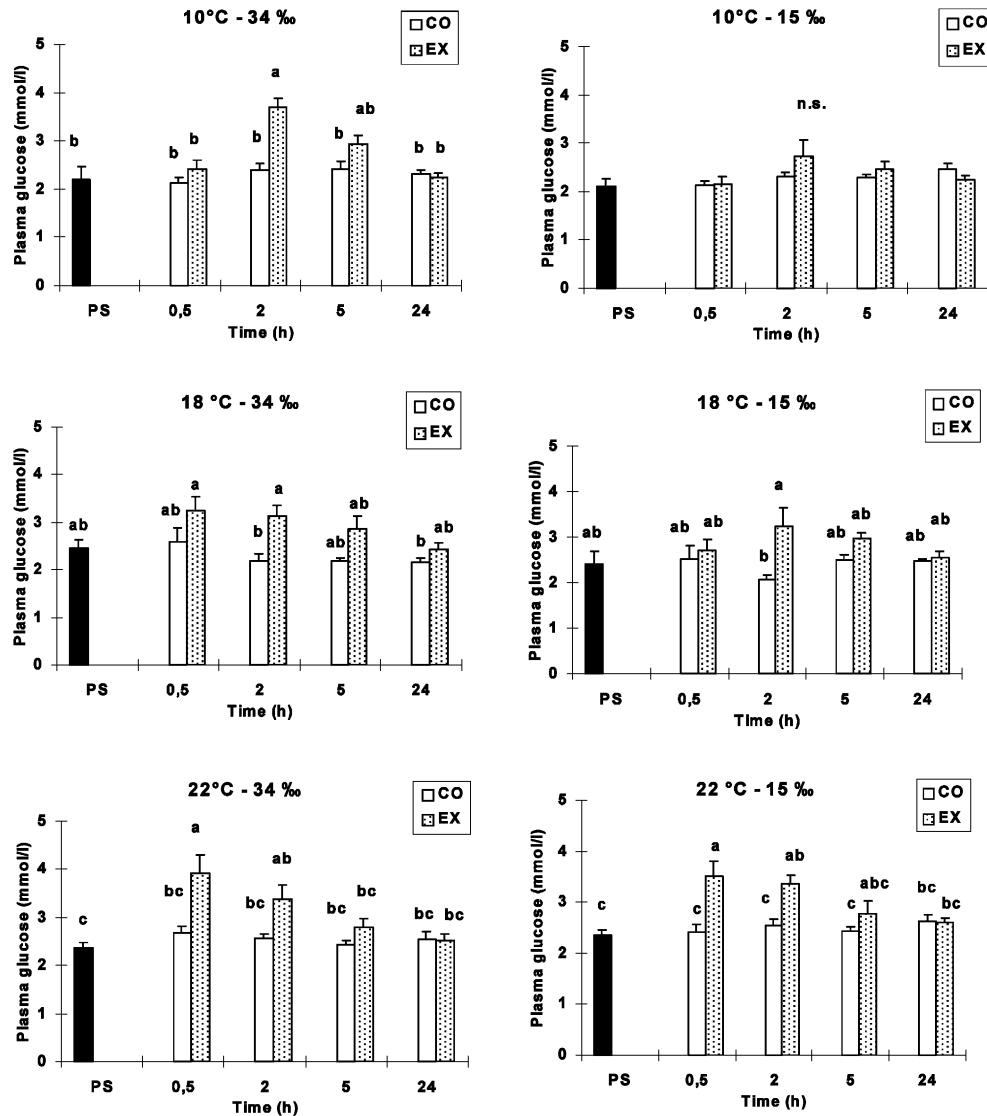 10°C - 34 ‰
CO
EX
Plasma glucose (mmol/l)
5
4
3
2
1
0
b
b
b
b
a
b
ab
b
b
PS
0,5
2
5
24
Time (h)
10°C - 15 ‰
CO
EX
Plasma glucose (mmol/l)
5
4
3
2
1
0
n.s.
PS
0,5
2
5
24
Time (h)
18 °C - 34 ‰
CO
EX
Plasma glucose (mmol/l)
5
4
3
2
1
0
ab
ab
a
b
a
ab
ab
b
ab
PS
0,5
2
5
24
Time (h)
18 °C - 15 ‰
CO
EX
Plasma glucose (mmol/l)
5
4
3
2
1
0
ab
ab
ab
b
a
ab
ab
ab
ab
PS
0,5
2
5
24
Time (h)
22°C - 34 ‰
CO
EX
Plasma glucose (mmol/l)
5
4
3
2
1
0
c
bc
a
bc
ab
bc
bc
bc
bc
PS
0,5
2
5
24
Time (h)
22 °C - 15 ‰
CO
EX
Plasma glucose (mmol/l)
5
4
3
2
1
0
c
c
a
c
ab
c
abc
bc
bc
PS
0,5
2
5
24
Time (h)